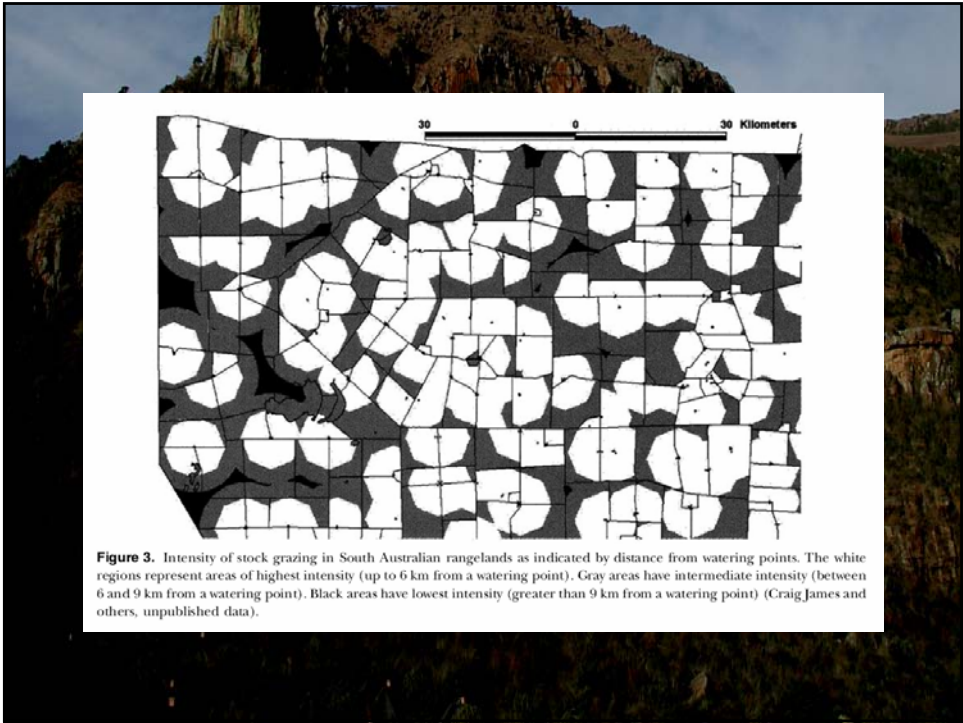 30 0 30 Kilometers
Figure 3. Intensity of stock grazing in South Australian rangelands as indicated by distance from watering points. The white
regions represent areas of highest intensity (up to 6 km from a watering point). Gray areas have intermediate intensity (between
6 and 9 km from a watering point). Black areas have lowest intensity (greater than 9 km from a watering point) (Craig James and
others, unpublished data).